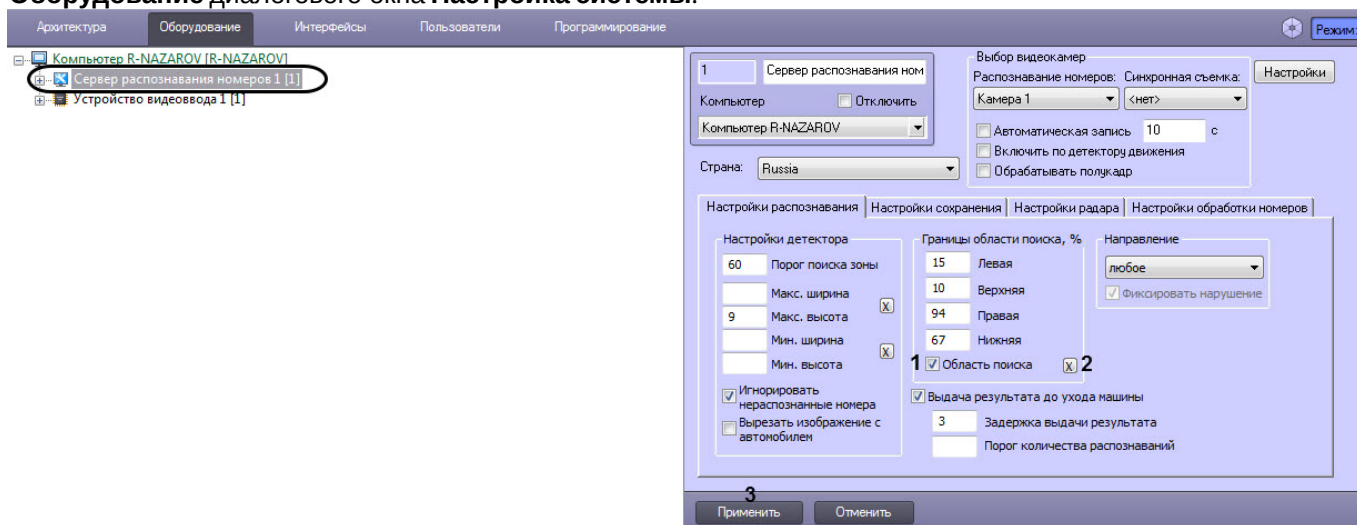 Оборудование диалогового окна Настройка системы.
Архитектура Оборудование Интерфейсы Пользователи Программирование Режим:
Компьютер R-NAZAROV [R-NAZAROV]
Сервер распознавания номеров 1 [1]
Устройство видеоввода 1 [1]
1 Сервер распознавания ном
Компьютер Отключить
Компьютер R-NAZAROV
Страна: Russia
Выбор видеокамер
Распознавание номеров: Синхронная съемка: Настройки
Камера 1 <нет>
Автоматическая запись 10 с
Включить по детектору движения
Обрабатывать полукадр
Настройки распознавания Настройки сохранения Настройки радара Настройки обработки номеров
Настройки детектора
60 Порог поиска зоны
Макс. ширина
X
9 Макс. высота
Мин. ширина
X
Мин. высота
Игнорировать
нераспознанные номера
Вырезать изображение с
автомобилем
Границы области поиска, %
15 Левая
10 Верхняя
94 Правая
67 Нижняя
1 Область поиска X 2
Направление
любое
Фиксировать нарушение
Выдача результата до ухода машины
3 Задержка выдачи результата
Порог количества распознаваний
3
Применить Отменить